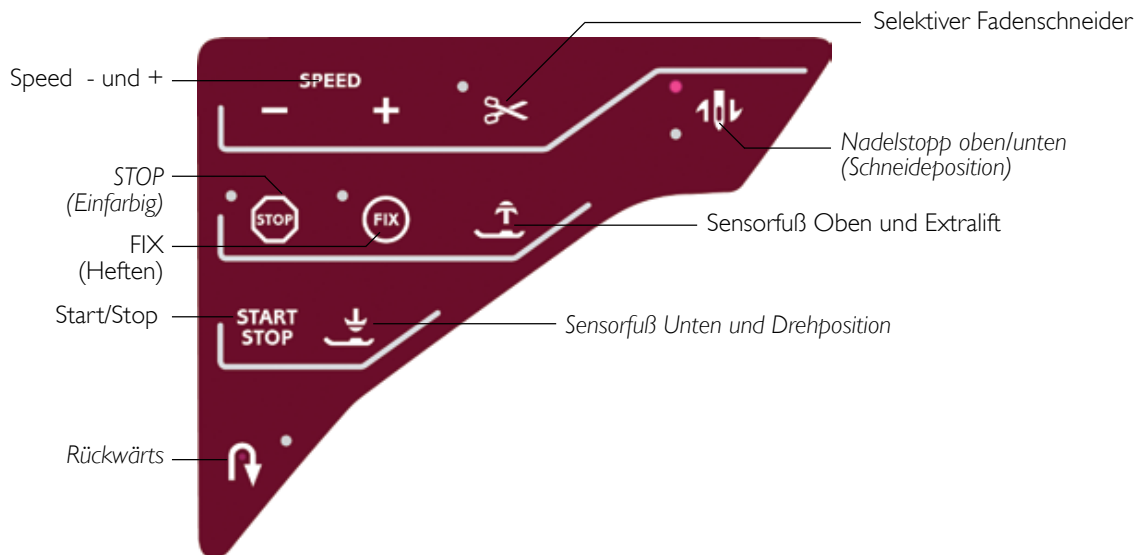 Selektiver Fadenschneider
Speed - und +
SPEED
- +
Nadelstopp oben/unten
(Schneideposition)
STOP
(Einfarbig)
STOP
FIX
FIX
(Heften)
Sensorfuß Oben und Extralift
Start/Stop
START
STOP
Sensorfuß Unten und Drehposition
Rückwärts